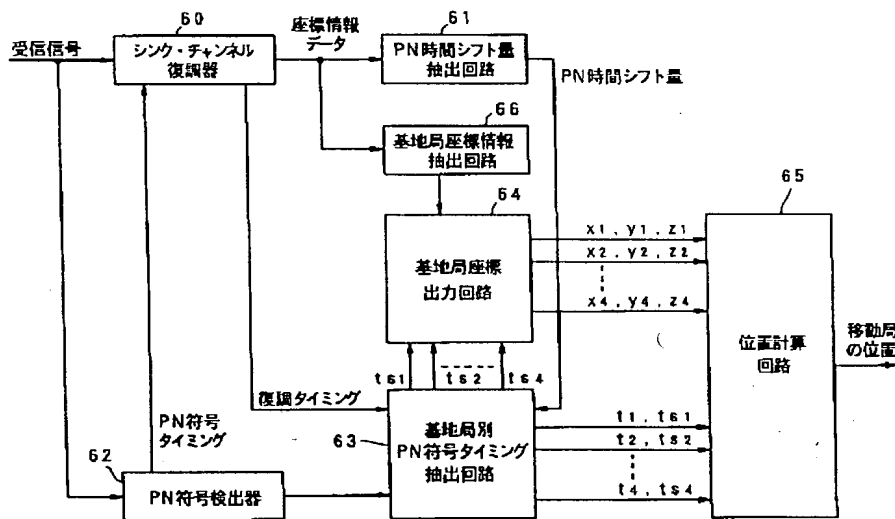 受信信号
60
シンク・チャンネル
復調器
座標情報
データ
61
PN時間シフト量
抽出回路
PN時間シフト量
66
基地局座標情報
抽出回路
64
基地局座標
出力回路
x1, y1, z1
x2, y2, z2
x4, y4, z4
65
位置計算
回路
移動局
の位置
ts1
ts2
ts4
復調タイミング
PN符号
タイミング
62
PN符号検出器
63
基地局別
PN符号タイミング
抽出回路
t1, ts1
t2, ts2
t4, ts4